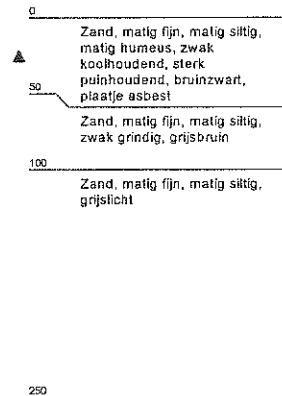 0
Zand, matig fijn, matig siltig,
matig humeus, zwak
koolhoudend, sterk
puinhoudend, bruinzwart,
plaatje asbest
50
Zand, matig fijn, matig siltig,
zwak grindig, grijsbruin
100
Zand, matig fijn, matig siltig,
grijslicht
250